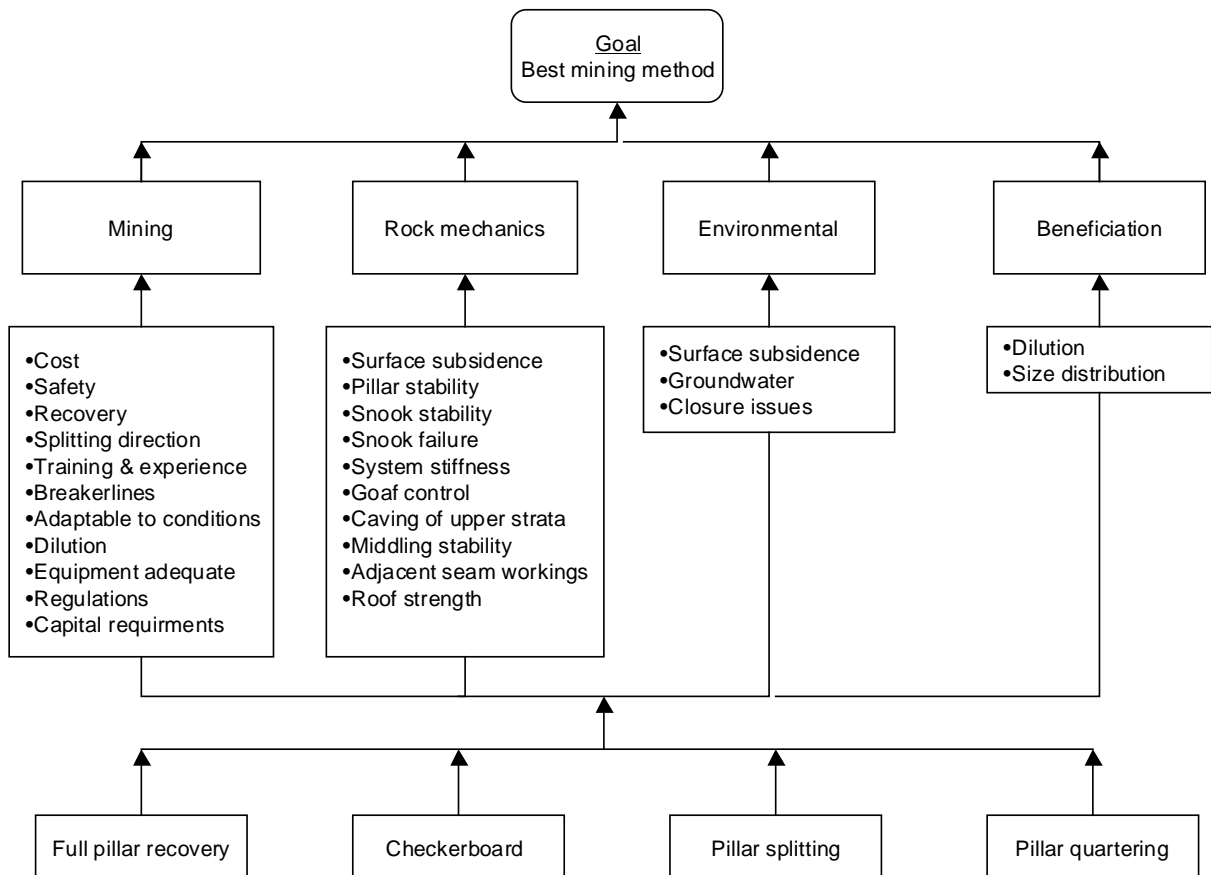 Goal
Best mining method
Mining
Rock mechanics
Environmental
Beneficiation
•Cost
•Safety
•Recovery
•Splitting direction
•Training & experience
•Breakerlines
•Adaptable to conditions
•Dilution
•Equipment adequate
•Regulations
•Capital requirments
•Surface subsidence
•Pillar stability
•Snook stability
•Snook failure
•System stiffness
•Goaf control
•Caving of upper strata
•Middling stability
•Adjacent seam workings
•Roof strength
•Surface subsidence
•Groundwater
•Closure issues
•Dilution
•Size distribution
Full pillar recovery
Checkerboard
Pillar splitting
Pillar quartering